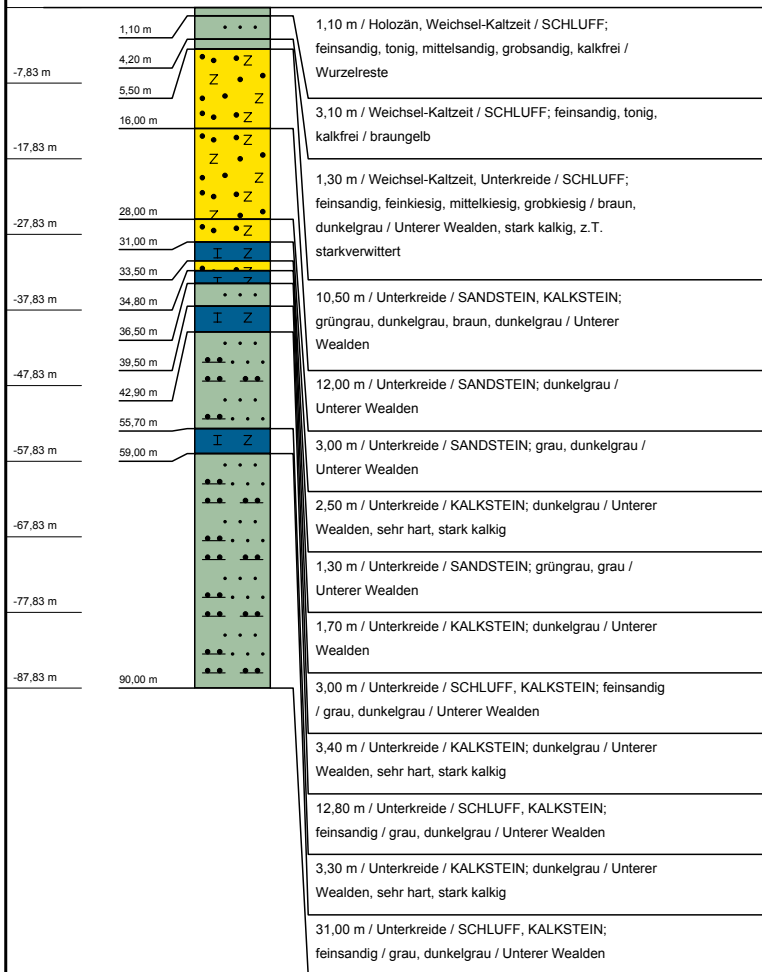 1,10 m
4,20 m
-7,83 m
5,50 m
16,00 m
-17,83 m
28,00 m
-27,83 m
31,00 m
33,50 m
34,80 m
-37,83 m
36,50 m
39,50 m
-47,83 m
42,90 m
55,70 m
-57,83 m
59,00 m
-67,83 m
-77,83 m
-87,83 m
90,00 m
Z
Z
Z
Z
Z
Z
Z
Z
Z
Z
I Z
Z
I Z
I Z
I Z
1,10 m / Holozän, Weichsel-Kaltzeit / SCHLUFF;
feinsandig, tonig, mittelsandig, grobsandig, kalkfrei /
Wurzelreste
3,10 m / Weichsel-Kaltzeit / SCHLUFF; feinsandig, tonig,
kalkfrei / braungelb
1,30 m / Weichsel-Kaltzeit, Unterkreide / SCHLUFF;
feinsandig, feinkiesig, mittelkiesig, grobkiesig / braun,
dunkelgrau / Unterer Wealden, stark kalkig, z.T.
starkverwittert
10,50 m / Unterkreide / SANDSTEIN, KALKSTEIN;
grüngrau, dunkelgrau, braun, dunkelgrau / Unterer
Wealden
12,00 m / Unterkreide / SANDSTEIN; dunkelgrau /
Unterer Wealden
3,00 m / Unterkreide / SANDSTEIN; grau, dunkelgrau /
Unterer Wealden
2,50 m / Unterkreide / KALKSTEIN; dunkelgrau / Unterer
Wealden, sehr hart, stark kalkig
1,30 m / Unterkreide / SANDSTEIN; grüngrau, grau /
Unterer Wealden
1,70 m / Unterkreide / KALKSTEIN; dunkelgrau / Unterer
Wealden
3,00 m / Unterkreide / SCHLUFF, KALKSTEIN; feinsandig
/ grau, dunkelgrau / Unterer Wealden
3,40 m / Unterkreide / KALKSTEIN; dunkelgrau / Unterer
Wealden, sehr hart, stark kalkig
12,80 m / Unterkreide / SCHLUFF, KALKSTEIN;
feinsandig / grau, dunkelgrau / Unterer Wealden
3,30 m / Unterkreide / KALKSTEIN; dunkelgrau / Unterer
Wealden, sehr hart, stark kalkig
31,00 m / Unterkreide / SCHLUFF, KALKSTEIN;
feinsandig / grau, dunkelgrau / Unterer Wealden